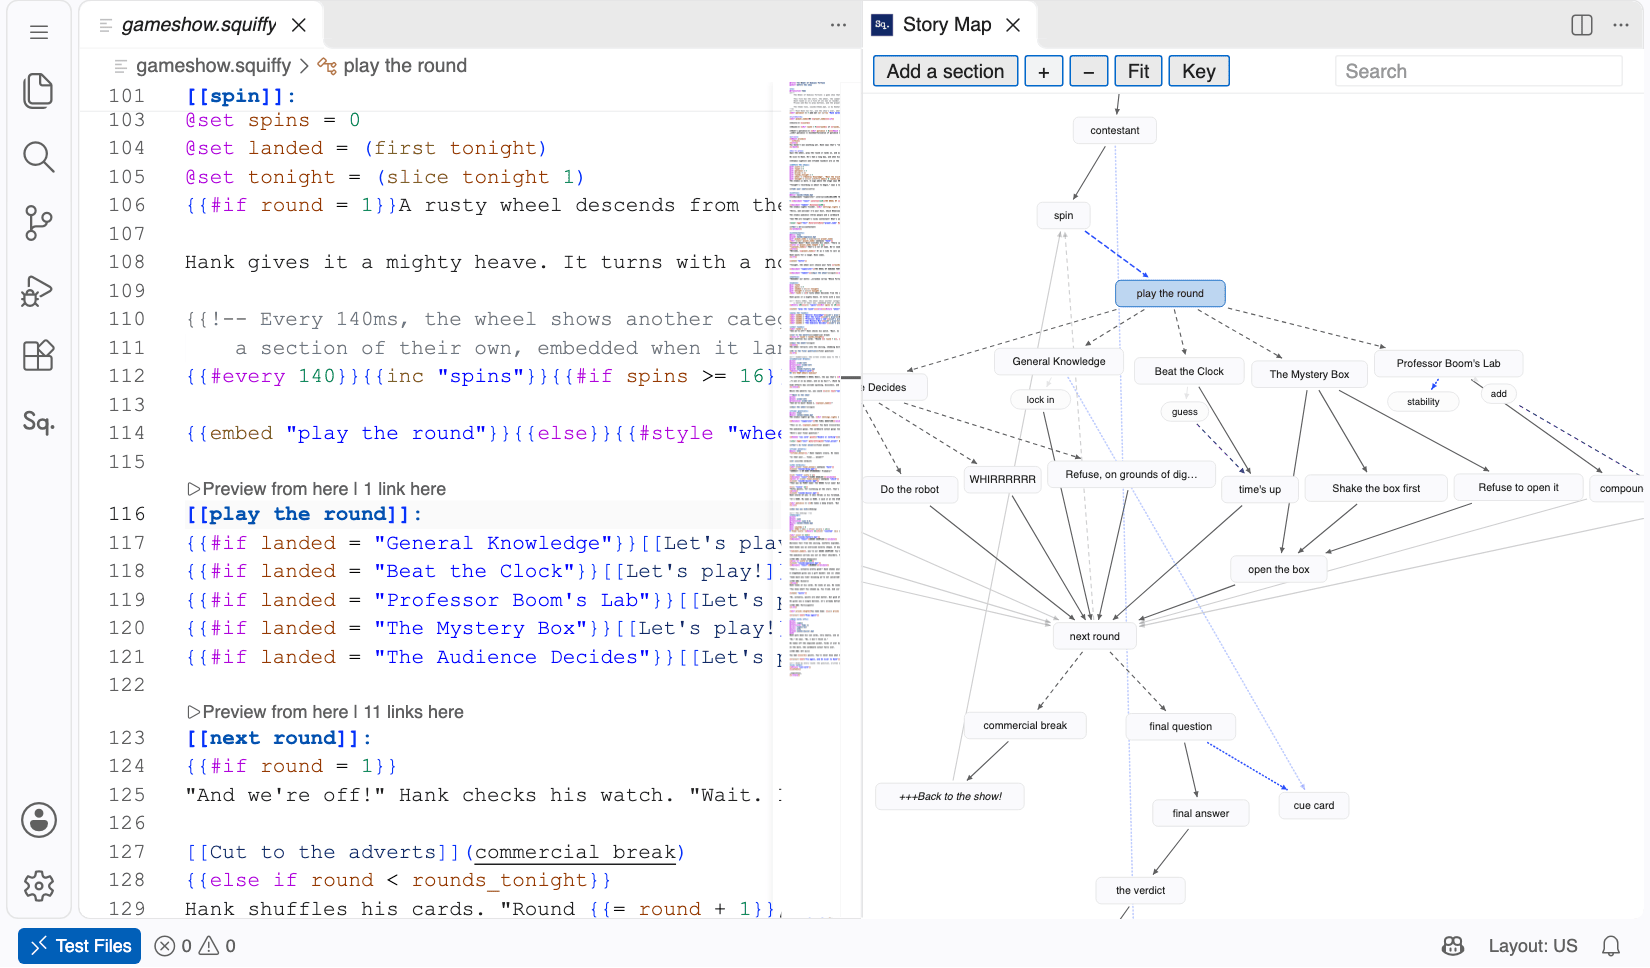 gameshow.squiffy
gameshow.squiffy > play the round
101 [[spin]]:
103 @set spins = 0
104 @set landed = (first tonight)
105 @set tonight = (slice tonight 1)
106 {{#if round = 1}}A rusty wheel descends from the
107
108 Hank gives it a mighty heave. It turns with a
109
110 {{!-- Every 140ms, the wheel shows another
111 a section of their own, embedded when it
112 {{#every 140}}{{inc "spins"}}{{#if spins >= 16}
113
114 {{embed "play the round"}}{{else}}{{#style
115
Preview from here | 1 link here
116 [[play the round]]:
117 {{#if landed = "General Knowledge"}}[[Let's play
118 {{#if landed = "Beat the Clock"}}[[Let's play!]
119 {{#if landed = "Professor Boom's Lab"}}[[Let's
120 {{#if landed = "The Mystery Box"}}[[Let's play!
121 {{#if landed = "The Audience Decides"}}[[Let's
122
Preview from here | 11 links here
123 [[next round]]:
124 {{#if round = 1}}
125 "And we're off!" Hank checks his watch. "Wait.
126
127 [[Cut to the adverts]](commercial break)
128 {{else if round < rounds_tonight}}
129 Hank shuffles his cards. "Round {{= round + 1}}
Sq.
Test Files
0
0
Sq. Story Map
Add a section
+
−
Fit
Key
Search
contestant
spin
play the round
Decides
General Knowledge
Beat the Clock
The Mystery Box
Professor Boom's Lab
lock in
guess
stability
add
Do the robot
WHIRRRRRR
Refuse, on grounds of dig...
time's up
Shake the box first
Refuse to open it
compoun
open the box
next round
commercial break
final question
+++Back to the show!
final answer
cue card
the verdict
Layout: US